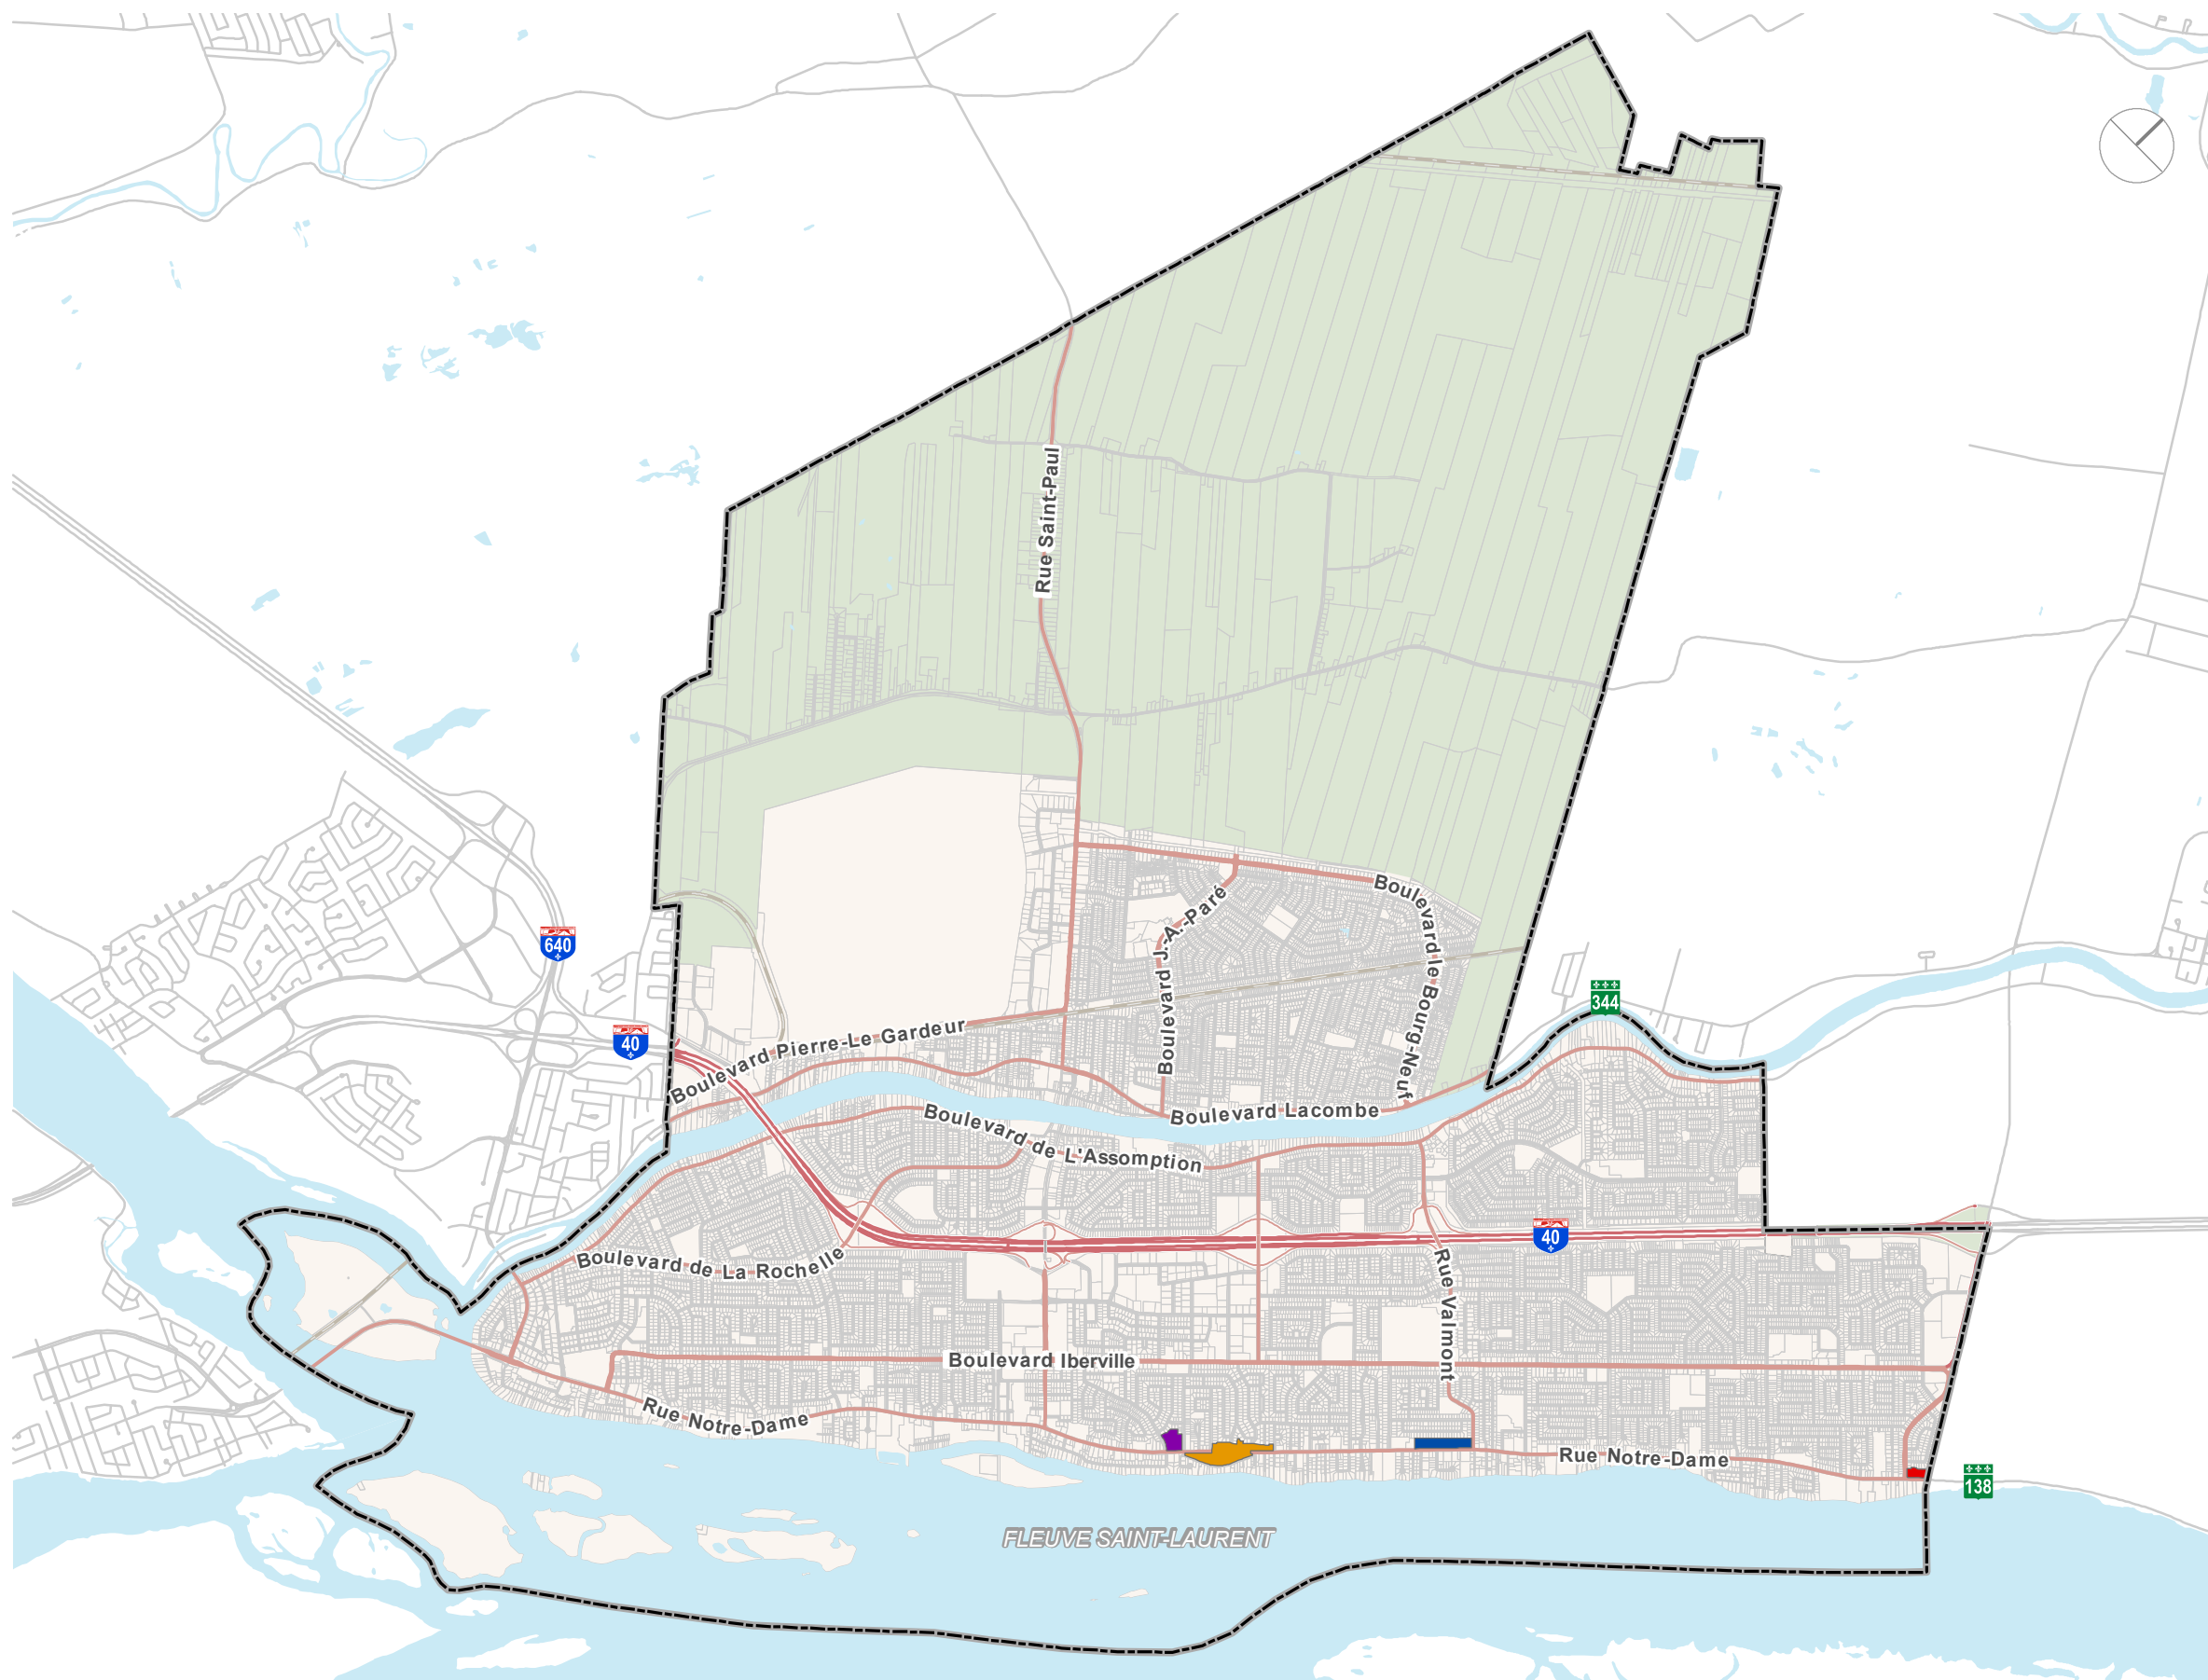 Rue Saint-Paul
Boulevard le Bourg-Neuf
Boulevard J.-A.-Paré
640
344
40
Boulevard Pierre-Le Gardeur
Boulevard Lacombe
Boulevard de L'Assomption
40
Boulevard de La Rochelle
Rue Valmont
Boulevard Iberville
Rue Notre-Dame
Rue Notre-Dame
138
FLEUVE SAINT-LAURENT